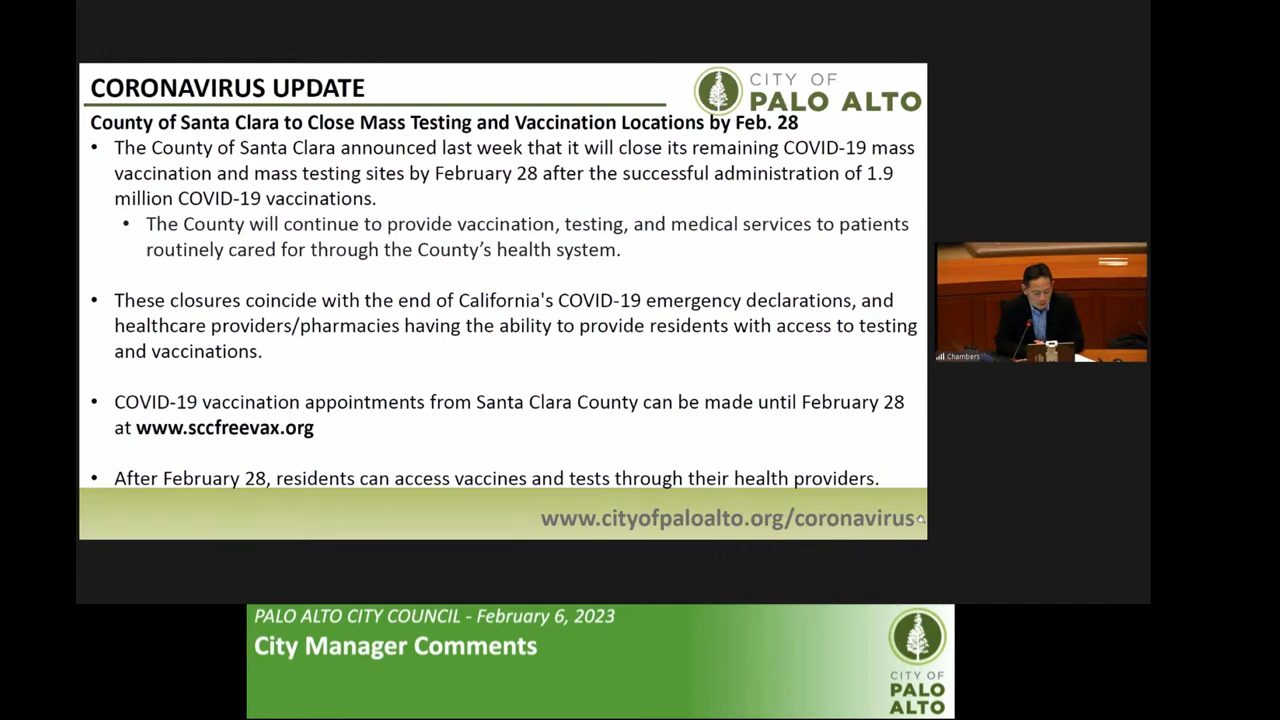 CORONAVIRUS UPDATE
CITY OF
PALO ALTO
County of Santa Clara to Close Mass Testing and Vaccination Locations by Feb. 28
• The County of Santa Clara announced last week that it will close its remaining COVID-19 mass
vaccination and mass testing sites by February 28 after the successful administration of 1.9
million COVID-19 vaccinations.
• The County will continue to provide vaccination, testing, and medical services to patients
routinely cared for through the County’s health system.
• These closures coincide with the end of California's COVID-19 emergency declarations, and
healthcare providers/pharmacies having the ability to provide residents with access to testing
and vaccinations.
• COVID-19 vaccination appointments from Santa Clara County can be made until February 28
at www.sccfreevax.org
• After February 28, residents can access vaccines and tests through their health providers.
www.cityofpaloalto.org/coronavirus
Chambers
PALO ALTO CITY COUNCIL - February 6, 2023
City Manager Comments
CITY OF
PALO
ALTO